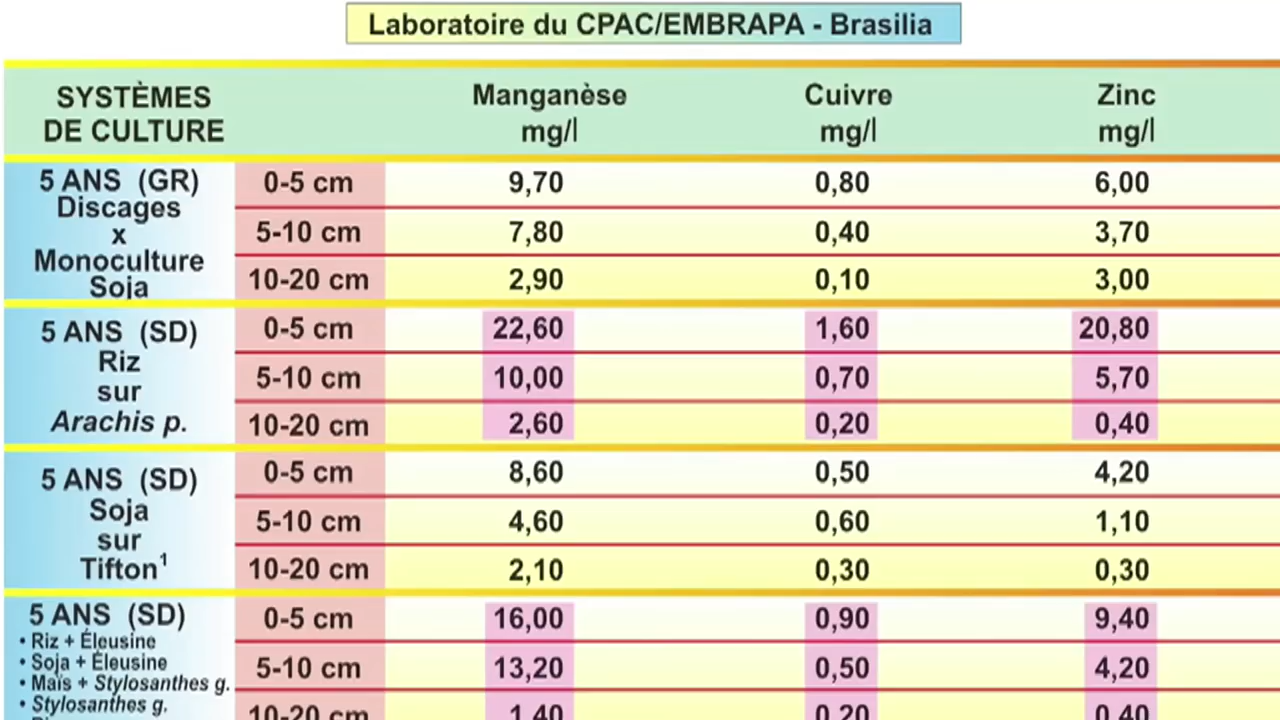 Laboratoire du CPAC/EMBRAPA - Brasilia
SYSTÈMES DE CULTURE
Manganèse mg/l
Cuivre mg/l
Zinc mg/l
5 ANS (GR)
Discages
x
Monoculture
Soja
0-5 cm 9,70 0,80 6,00
5-10 cm 7,80 0,40 3,70
10-20 cm 2,90 0,10 3,00
5 ANS (SD)
Riz
sur
Arachis p.
0-5 cm 22,60 1,60 20,80
5-10 cm 10,00 0,70 5,70
10-20 cm 2,60 0,20 0,40
5 ANS (SD)
Soja
sur
Tifton¹
0-5 cm 8,60 0,50 4,20
5-10 cm 4,60 0,60 1,10
10-20 cm 2,10 0,30 0,30
5 ANS (SD)
• Riz + Éleusine
• Soja + Éleusine
• Maïs + Stylosanthes g.
• Stylosanthes g.
0-5 cm 16,00 0,90 9,40
5-10 cm 13,20 0,50 4,20
10-20 cm 1,40 0,20 0,40